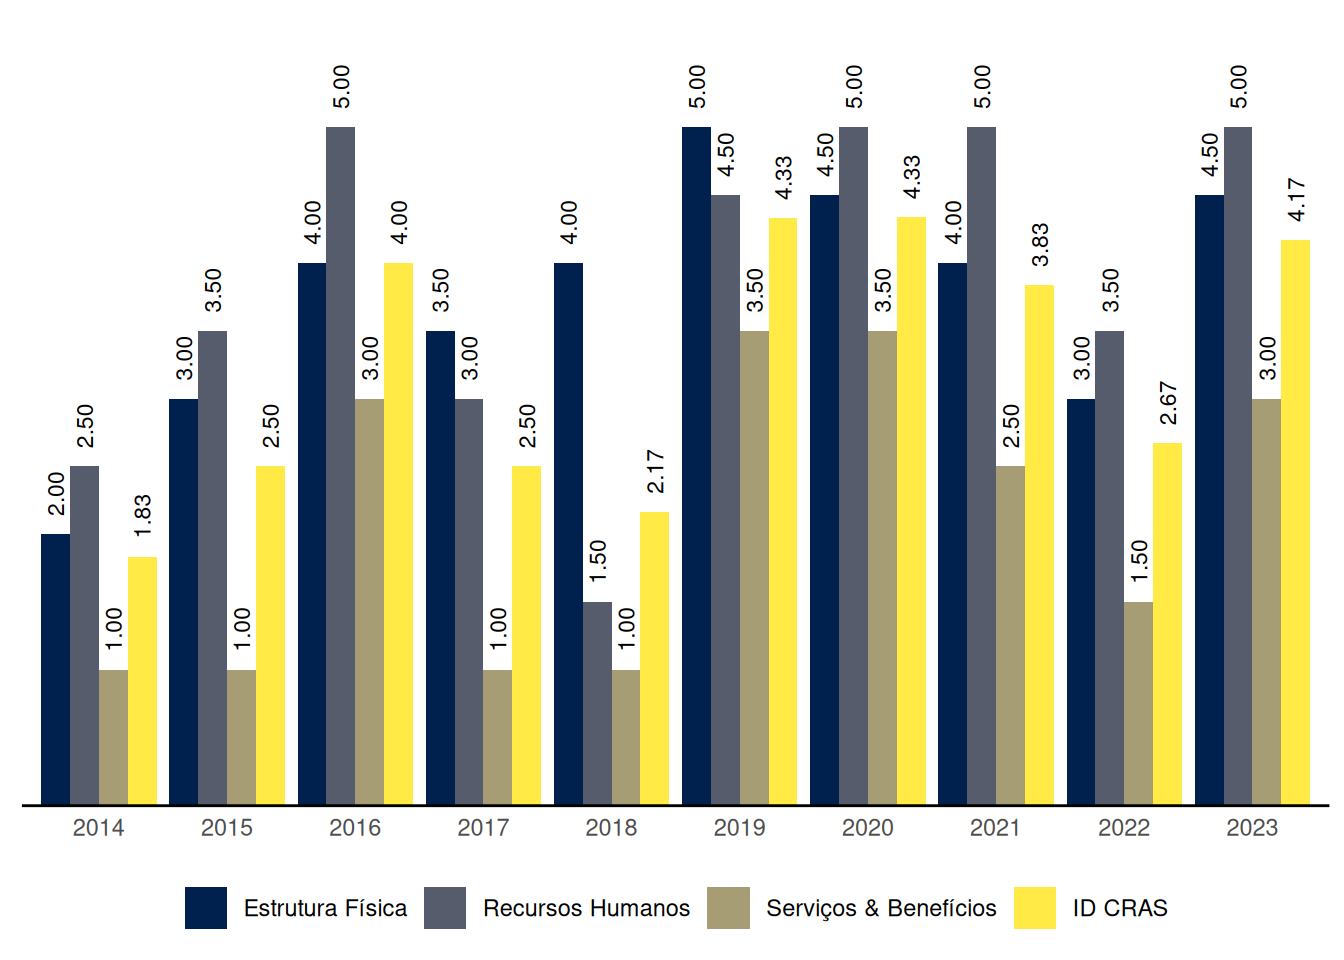 2.00 2.50 1.00 1.83
3.00 3.50 1.00 2.50
4.00 5.00 3.00 4.00
3.50 3.00 1.00 2.50
4.00 1.50 1.00 2.17
5.00 4.50 3.50 4.33
4.50 5.00 3.50 4.33
4.00 5.00 2.50 3.83
3.00 3.50 1.50 2.67
4.50 5.00 3.00 4.17
2014 2015 2016 2017 2018 2019 2020 2021 2022 2023
Estrutura Física Recursos Humanos Serviços & Benefícios ID CRAS